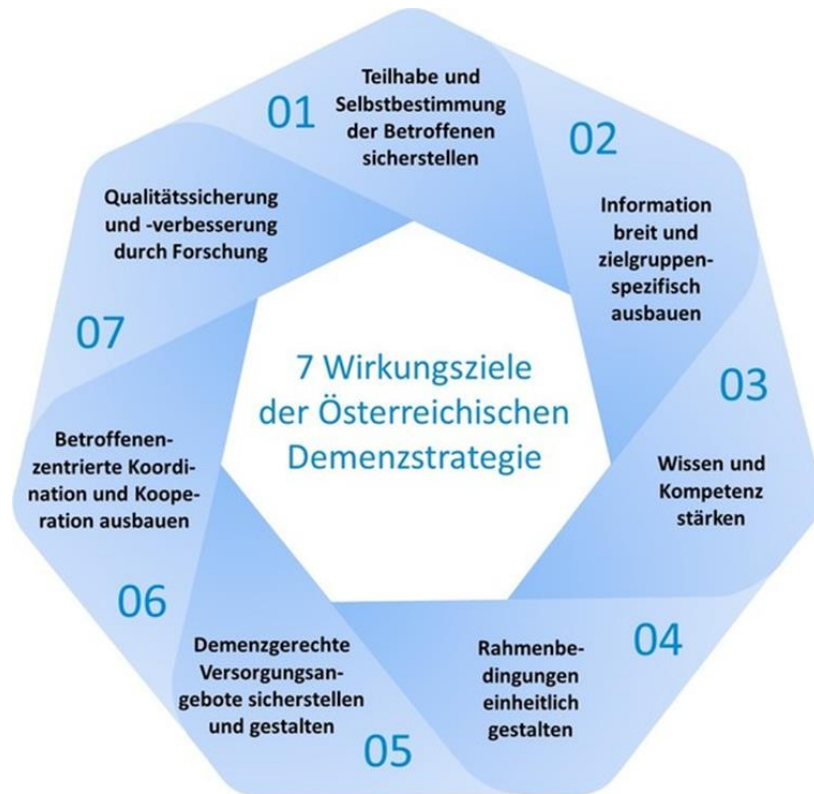 7 Wirkungsziele
der Österreichischen
Demenzstrategie
01
Teilhabe und
Selbstbestimmung
der Betroffenen
sicherstellen
02
Information
breit und
zielgruppen-
spezifisch
ausbauen
03
Wissen und
Kompetenz
stärken
04
Rahmenbe-
dingungen
einheitlich
gestalten
05
Demenzgerechte
Versorgungsan-
gebote sicherstellen
und gestalten
06
Betroffenen-
zentrierte Koordi-
nation und Koope-
ration ausbauen
07
Qualitätssicherung
und -verbesserung
durch Forschung